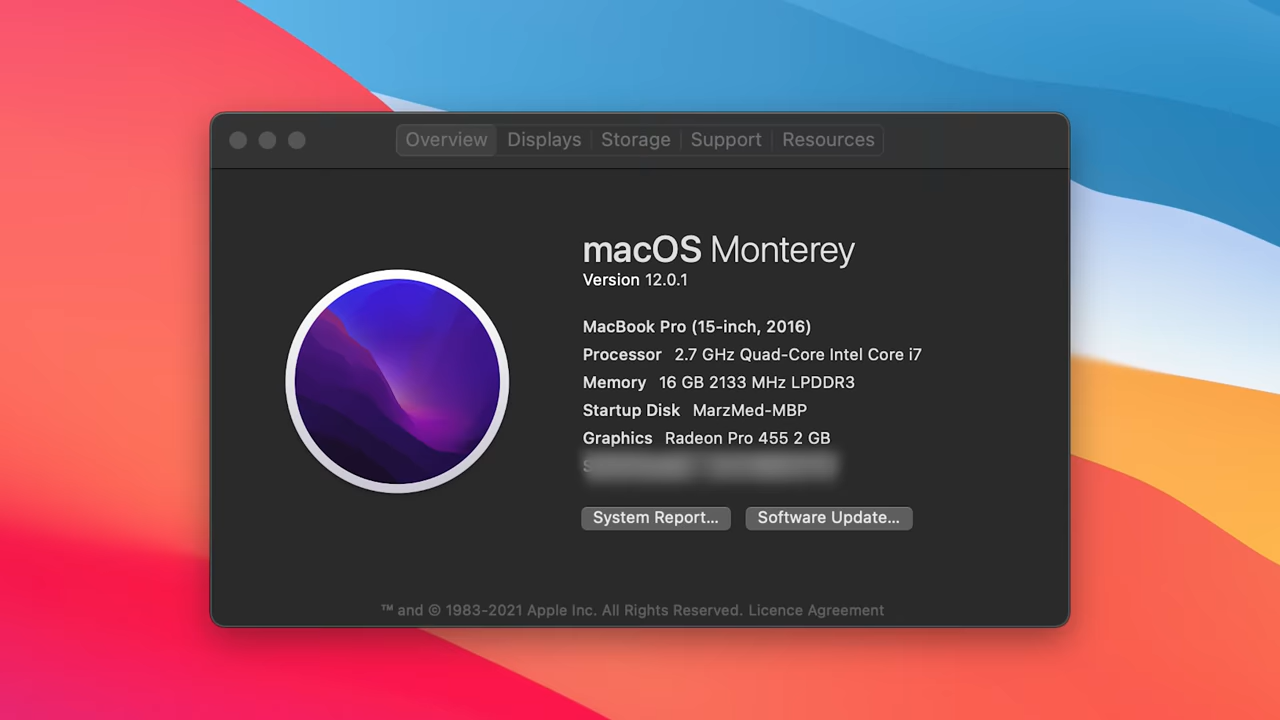 Overview Displays Storage Support Resources
macOS Monterey
Version 12.0.1
MacBook Pro (15-inch, 2016)
Processor 2.7 GHz Quad-Core Intel Core i7
Memory 16 GB 2133 MHz LPDDR3
Startup Disk MarzMed-MBP
Graphics Radeon Pro 455 2 GB
System Report... Software Update...
™ and © 1983-2021 Apple Inc. All Rights Reserved. Licence Agreement